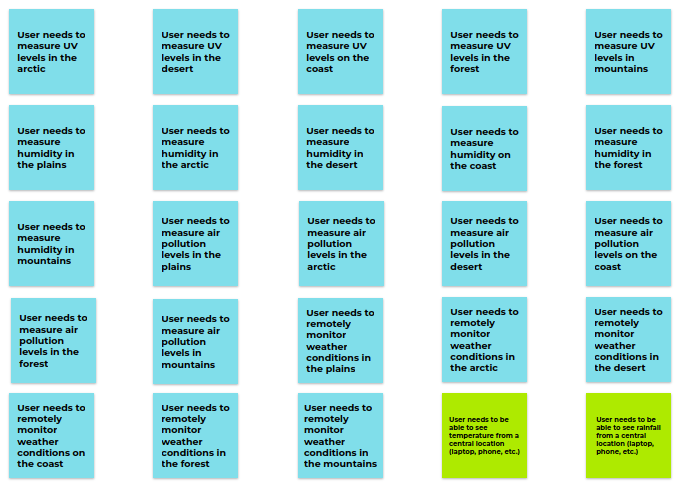 User needs to
measure UV
levels in the
arctic
User needs to
measure UV
levels in the
desert
User needs to
measure UV
levels on the
coast
User needs to
measure UV
levels in the
forest
User needs to
measure UV
levels in
mountains
User needs to
measure
humidity in
the plains
User needs to
measure
humidity in
the arctic
User needs to
measure
humidity in
the desert
User needs to
measure
humidity on
the coast
User needs to
measure
humidity in
the forest
User needs to
measure
humidity in
mountains
User needs to
measure air
pollution
levels in the
plains
User needs to
measure air
pollution
levels in the
arctic
User needs to
measure air
pollution
levels in the
desert
User needs to
measure air
pollution
levels on the
coast
User needs to
measure air
pollution
levels in the
forest
User needs to
measure air
pollution
levels in
mountains
User needs to
remotely
monitor
weather
conditions in
the plains
User needs to
remotely
monitor
weather
conditions in
the arctic
User needs to
remotely
monitor
weather
conditions in
the desert
User needs to
remotely
monitor
weather
conditions on
the coast
User needs to
remotely
monitor
weather
conditions in
the forest
User needs to
remotely
monitor
weather
conditions in
the mountains
User needs to be
able to see
temperature from a
central location
(laptop, phone, etc.)
User needs to be
able to see rainfall
from a central
location (laptop,
phone, etc.)